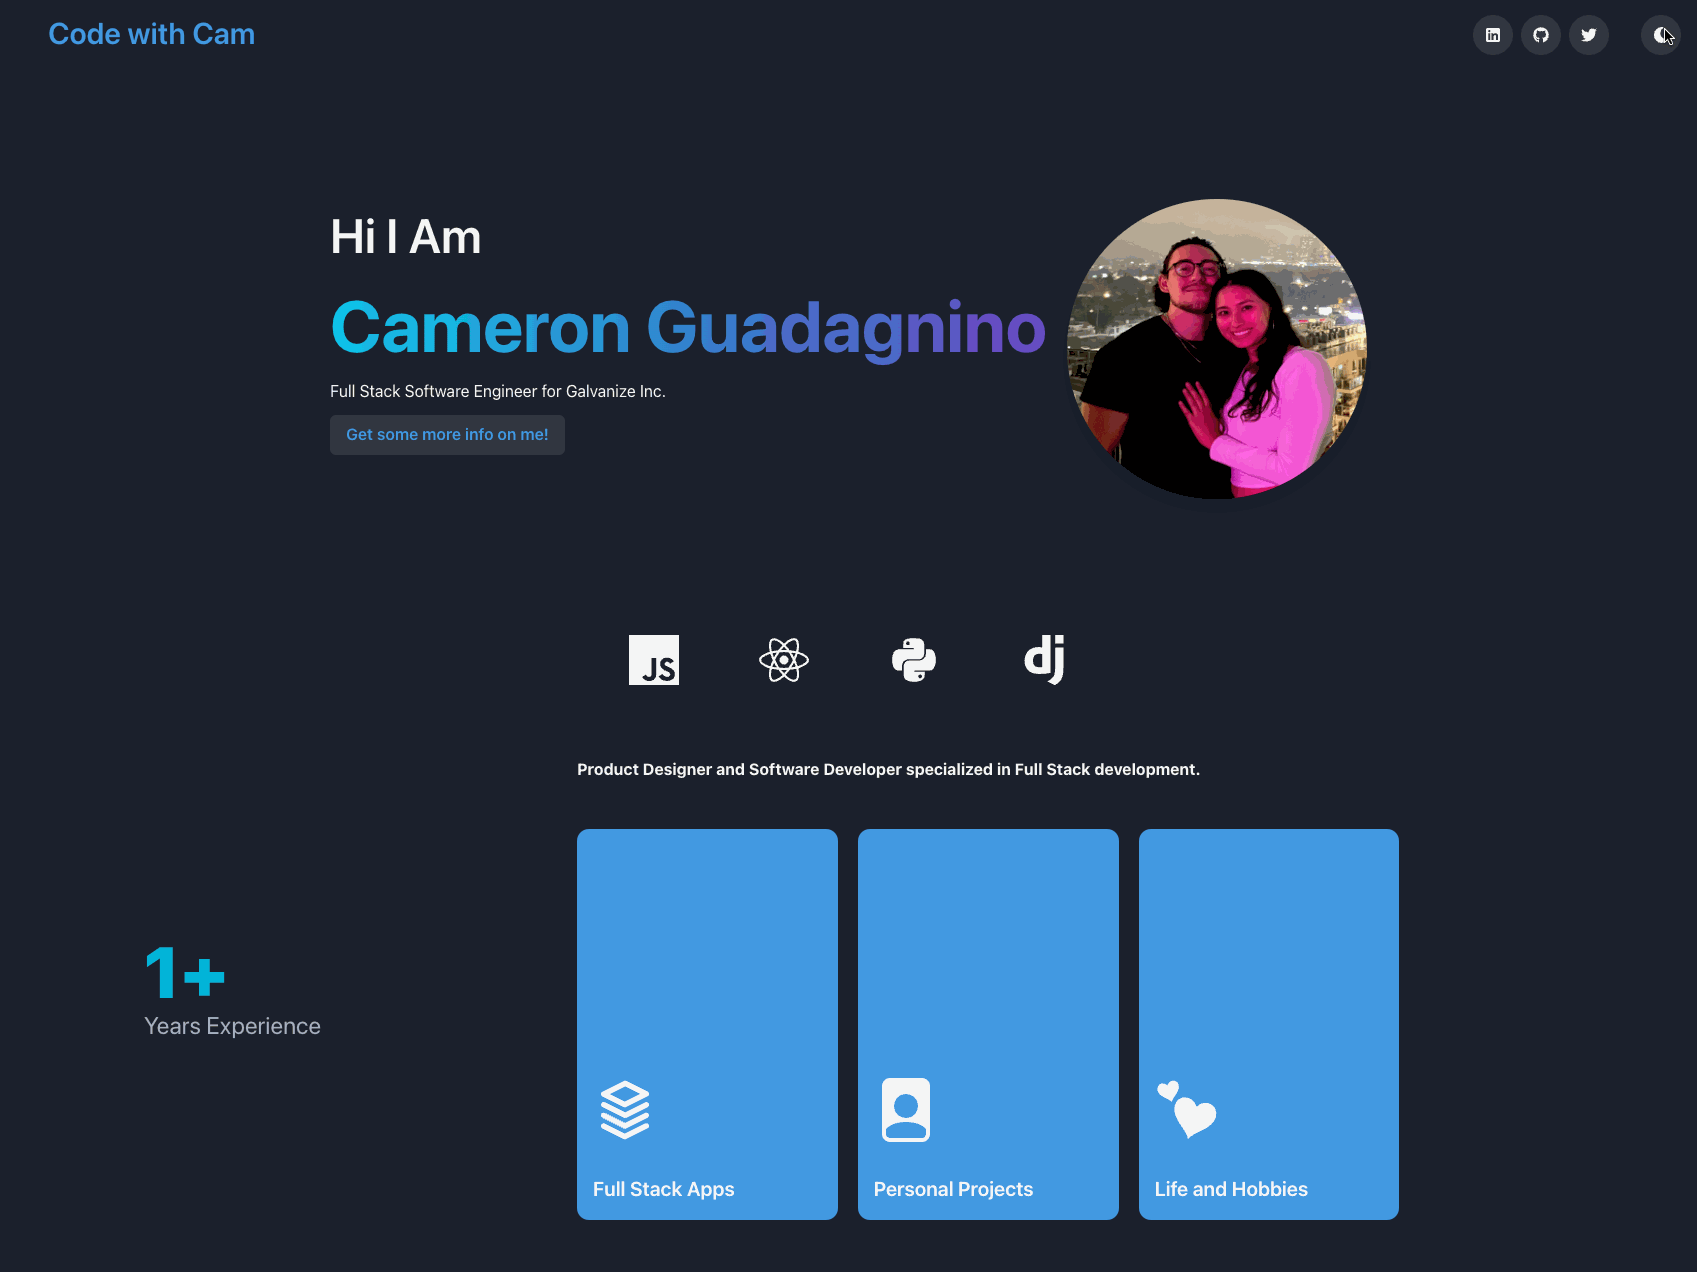 Code with Cam
Hi I Am
Cameron Guadagnino
Full Stack Software Engineer for Galvanize Inc.
Get some more info on me!
JS
dj
Product Designer and Software Developer specialized in Full Stack development.
1+
Years Experience
Full Stack Apps
Personal Projects
Life and Hobbies